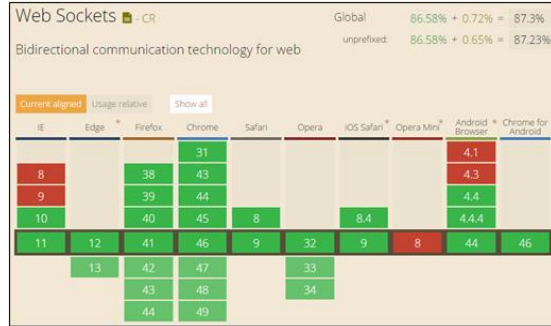 Web Sockets - CR
Global 86.58% + 0.72% = 87.3%
unprefixed: 86.58% + 0.65% = 87.23%
Bidirectional communication technology for web
Current aligned Usage relative Show all
IE Edge * Firefox Chrome Safari Opera iOS Safari * Opera Mini * Android Browser * Chrome for Android
31 4.1
8 38 43 4.3
9 39 44 4.4
10 40 45 8 8.4 4.4.4
11 12 41 46 9 32 9 8 44 46
13 42 47 33
43 48 34
44 49